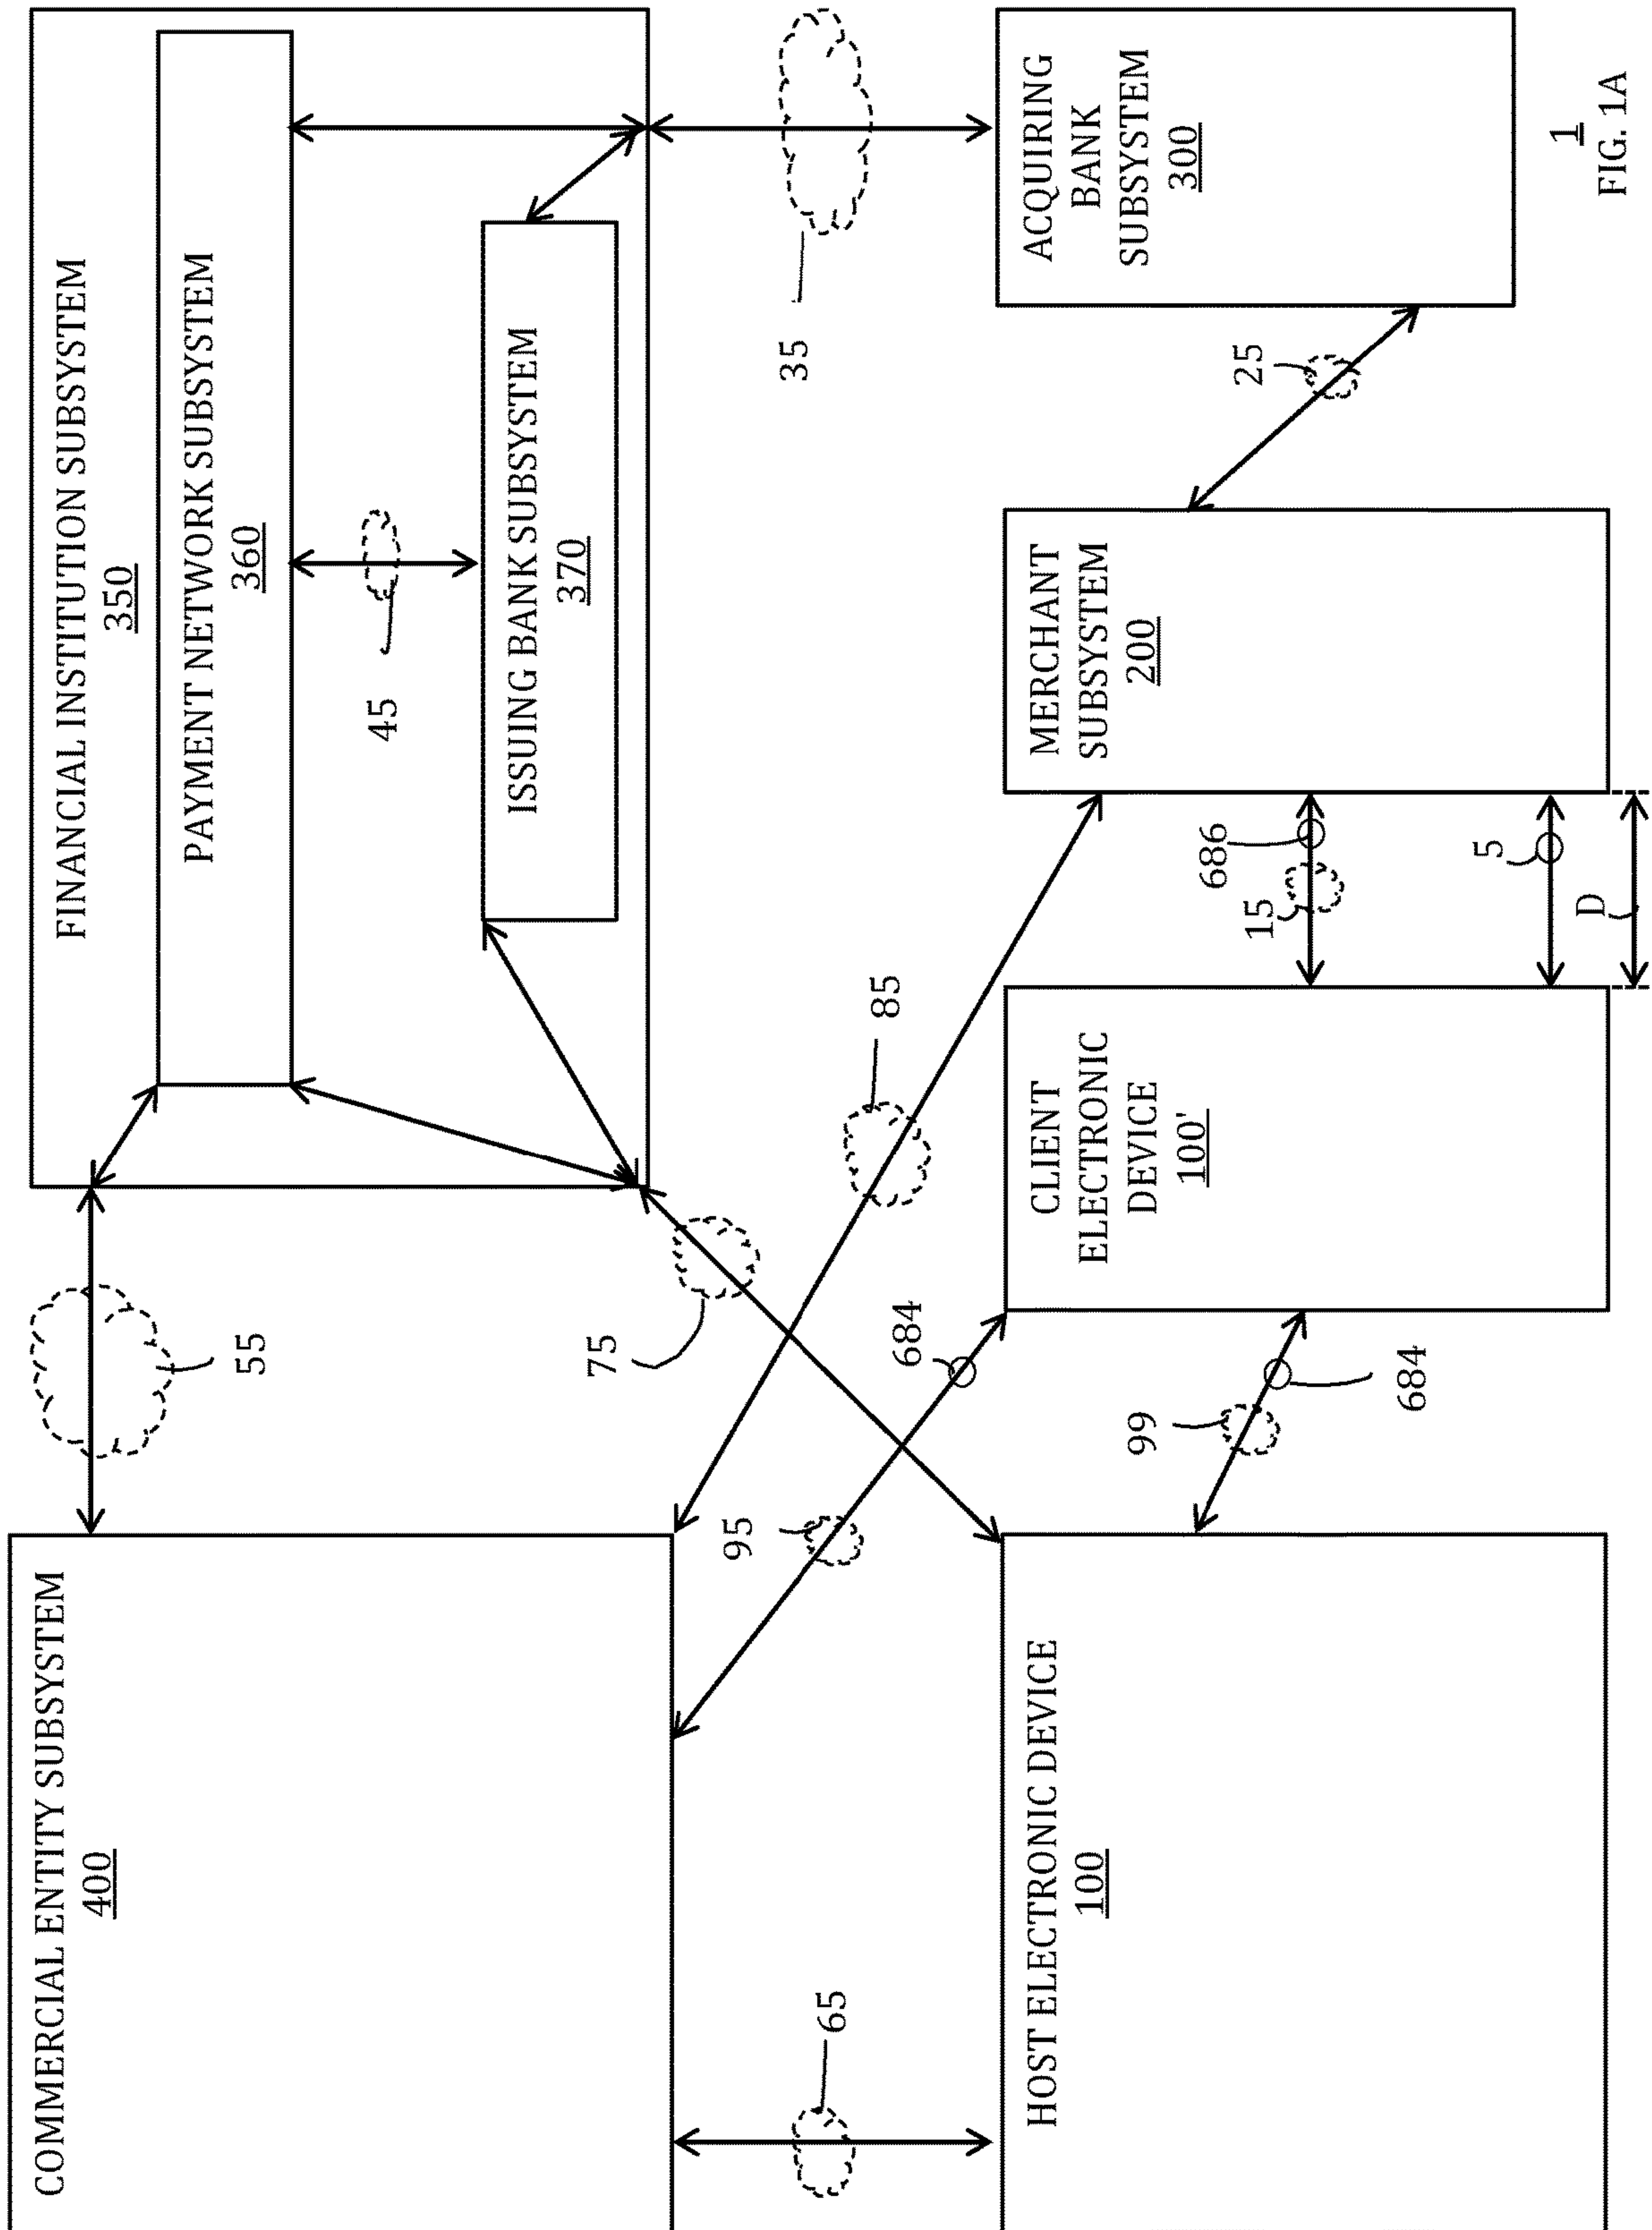 COMMERCIAL ENTITY SUBSYSTEM
400
55
FINANCIAL INSTITUTION SUBSYSTEM
350
PAYMENT NETWORK SUBSYSTEM
360
45
ISSUING BANK SUBSYSTEM
370
65
75
95
684
85
35
HOST ELECTRONIC DEVICE
100
99
684
CLIENT
ELECTRONIC
DEVICE
100'
686
15
5
D
MERCHANT
SUBSYSTEM
200
25
ACQUIRING
BANK
SUBSYSTEM
300
1
FIG. 1A